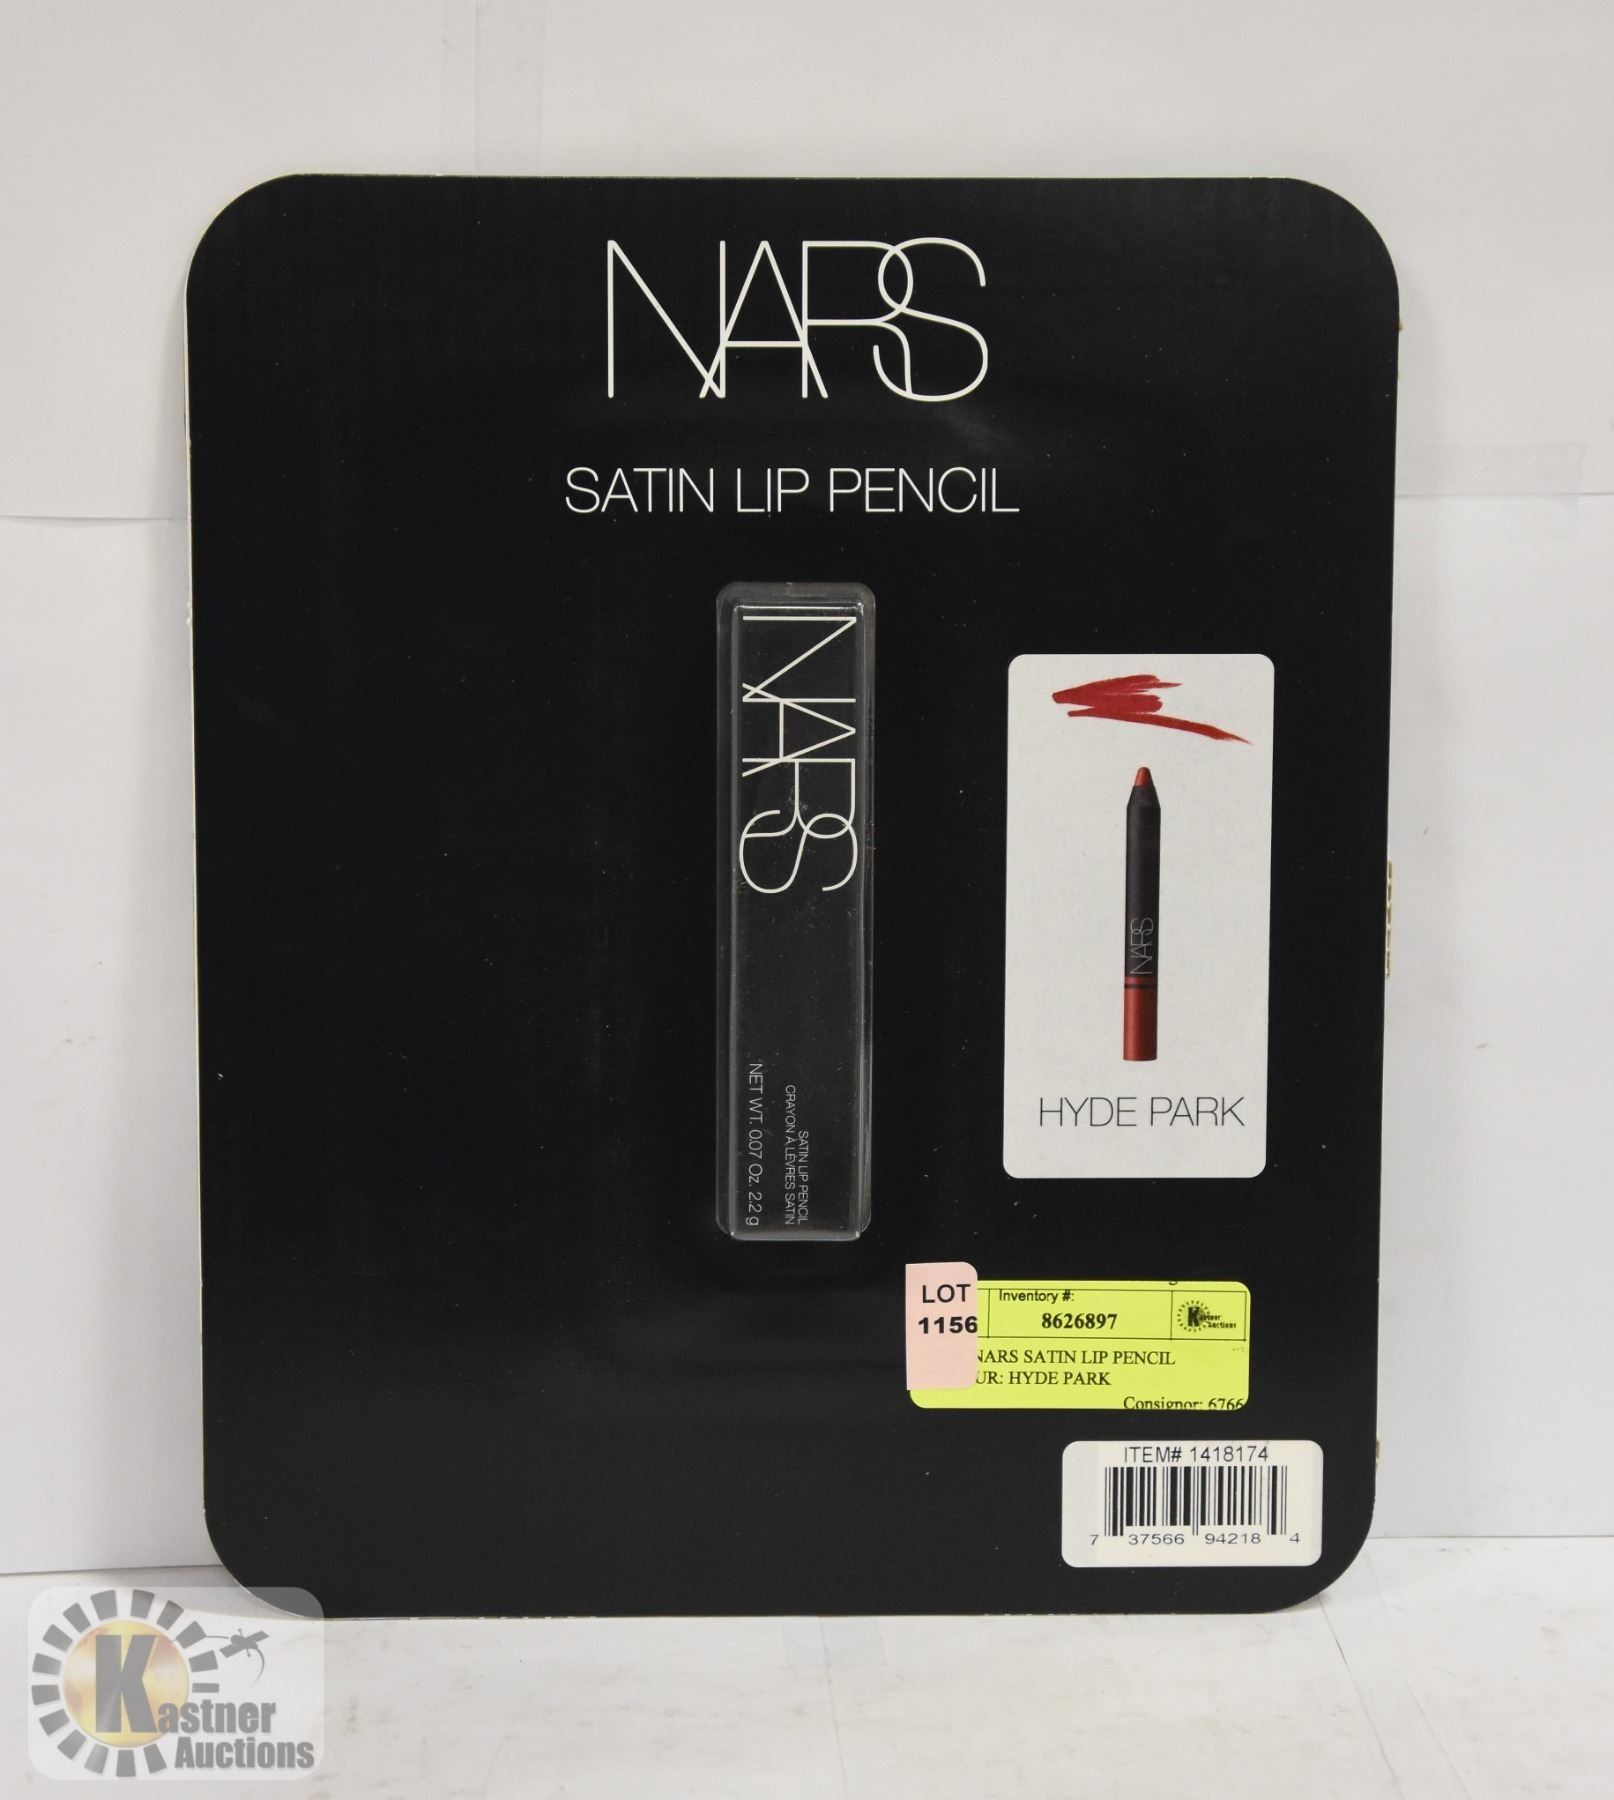 NARS
SATIN LIP PENCIL
NARS
SATIN LIP PENCIL
CRAYON À LÈVRES SATIN
NET WT. 0.07 Oz. 2.2 g
NARS
HYDE PARK
LOT
1156
Inventory #:
8626897
Kastner
Auctions
NARS SATIN LIP PENCIL
UR: HYDE PARK
Consignor: 6766
ITEM# 1418174
7 37566 94218 4
Kastner
Auctions